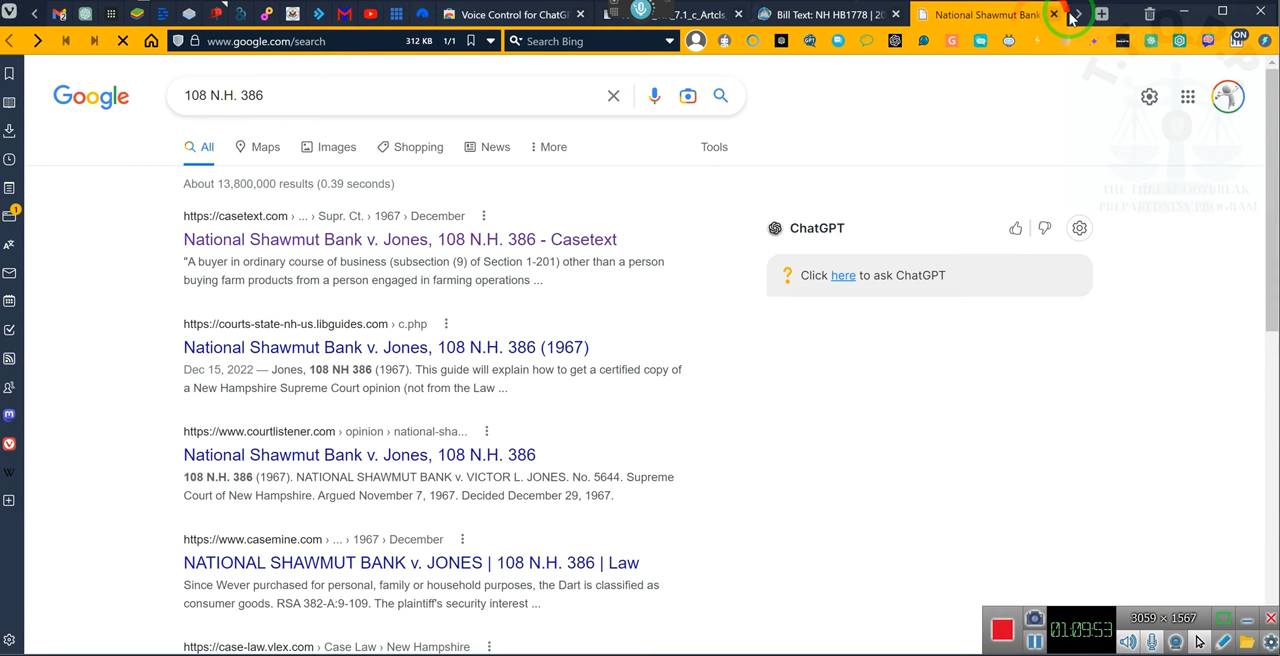 Voice Control for ChatG
7.1_c_Artcls
Bill Text: NH HB1778 | 20
National Shawmut Bank
www.google.com/search
312 KB
1/1
Search Bing
ON
T.T.O.P.P
Google
108 N.H. 386
All
Maps
Images
Shopping
News
More
Tools
THE THREAT OUTBREAK
PREPAREDNESS PROGRAM
About 13,800,000 results (0.39 seconds)
https://casetext.com › ... › Supr. Ct. › 1967 › December
National Shawmut Bank v. Jones, 108 N.H. 386 - Casetext
"A buyer in ordinary course of business (subsection (9) of Section 1-201) other than a person
buying farm products from a person engaged in farming operations ...
ChatGPT
Click here to ask ChatGPT
https://courts-state-nh-us.libguides.com › c.php
National Shawmut Bank v. Jones, 108 N.H. 386 (1967)
Dec 15, 2022 — Jones, 108 NH 386 (1967). This guide will explain how to get a certified copy of
a New Hampshire Supreme Court opinion (not from the Law ...
https://www.courtlistener.com › opinion › national-sha...
National Shawmut Bank v. Jones, 108 N.H. 386
108 N.H. 386 (1967). NATIONAL SHAWMUT BANK v. VICTOR L. JONES. No. 5644. Supreme
Court of New Hampshire. Argued November 7, 1967. Decided December 29, 1967.
https://www.casemine.com › ... › 1967 › December
NATIONAL SHAWMUT BANK v. JONES | 108 N.H. 386 | Law
Since Wever purchased for personal, family or household purposes, the Dart is classified as
consumer goods. RSA 382-A:9-109. The plaintiff's security interest ...
https://case-law.vlex.com › Case Law › New Hampshire
3059 × 1567
01:09:53